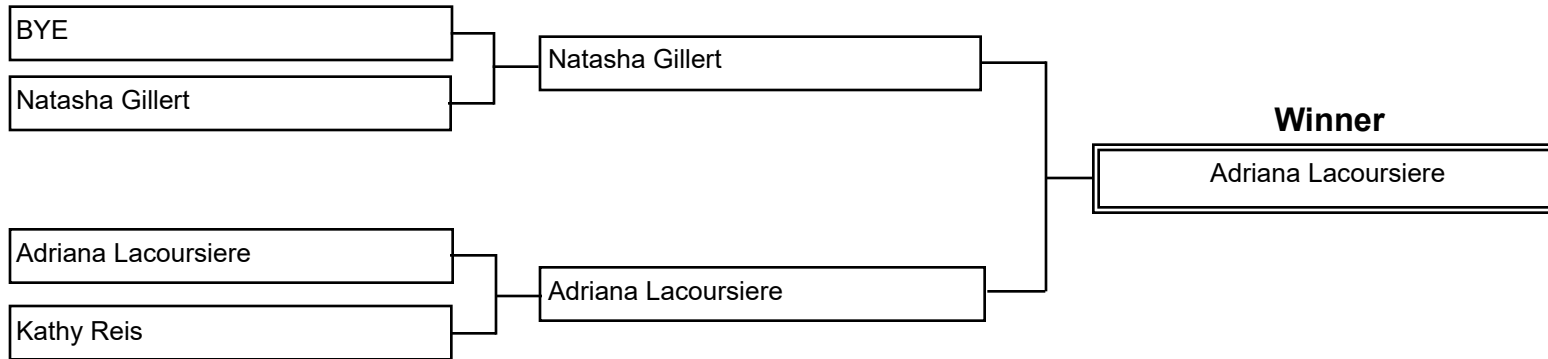 BYE
Natasha Gillert
Natasha Gillert
Winner
Adriana Lacoursiere
Adriana Lacoursiere
Kathy Reis
Adriana Lacoursiere